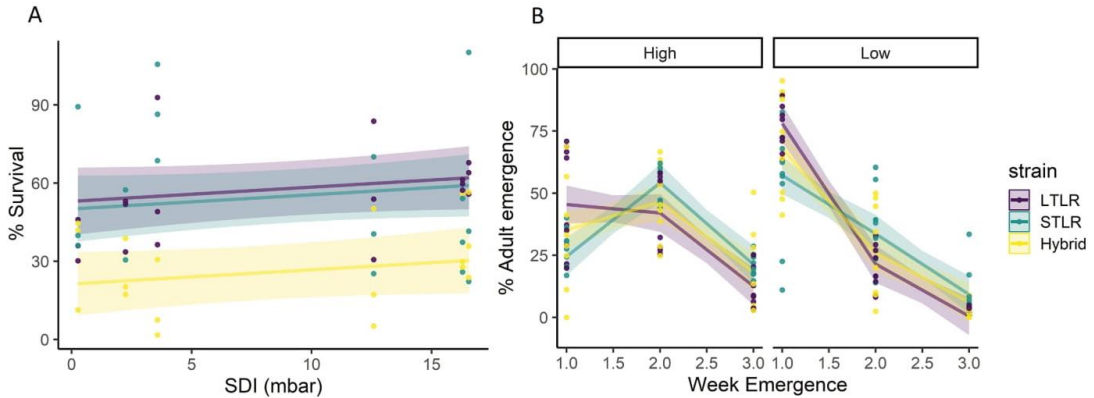 A
% Survival
90
60
30
0
0
5
10
15
SDI (mbar)
B
High
Low
% Adult emergence
100
75
50
25
0
1.0 1.5 2.0 2.5 3.0
1.0 1.5 2.0 2.5 3.0
Week Emergence
strain
LTLR
STLR
Hybrid